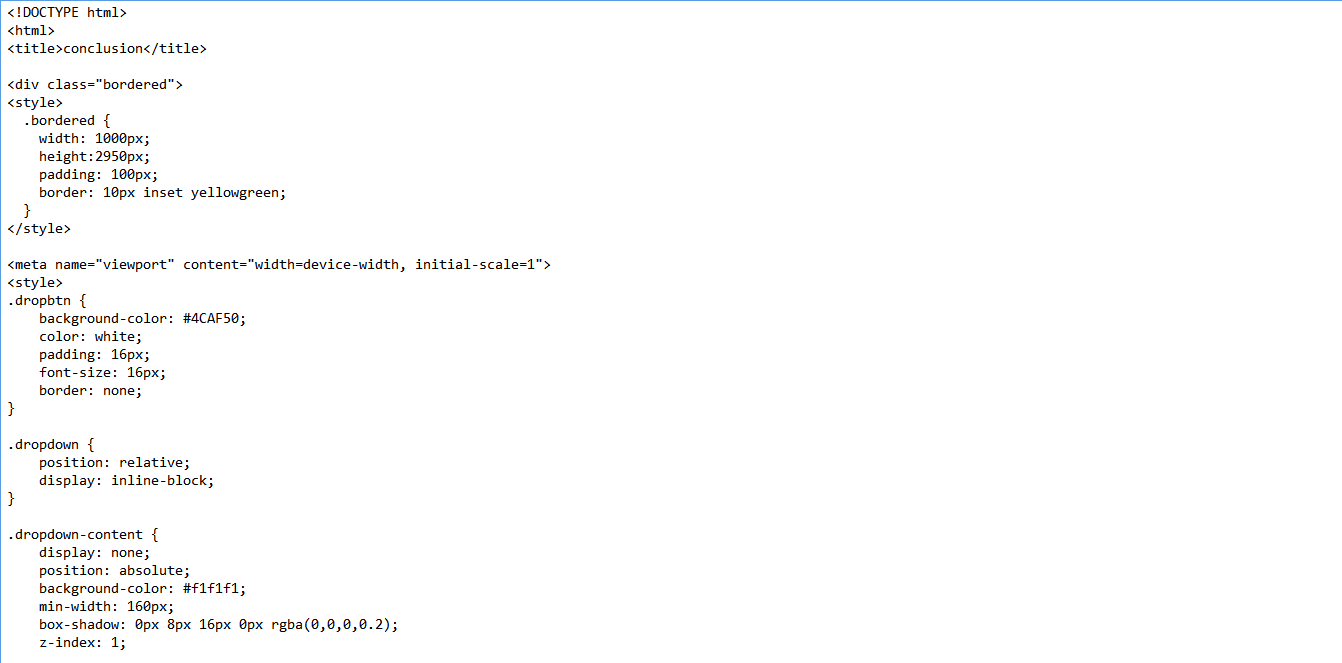 <!DOCTYPE html>
<html>
<title>conclusion</title>

<div class="bordered">
<style>
  .bordered {
    width: 1000px;
    height:2950px;
    padding: 100px;
    border: 10px inset yellowgreen;
  }
</style>

<meta name="viewport" content="width=device-width, initial-scale=1">
<style>
.dropbtn {
    background-color: #4CAF50;
    color: white;
    padding: 16px;
    font-size: 16px;
    border: none;
}

.dropdown {
    position: relative;
    display: inline-block;
}

.dropdown-content {
    display: none;
    position: absolute;
    background-color: #f1f1f1;
    min-width: 160px;
    box-shadow: 0px 8px 16px 0px rgba(0,0,0,0.2);
    z-index: 1;